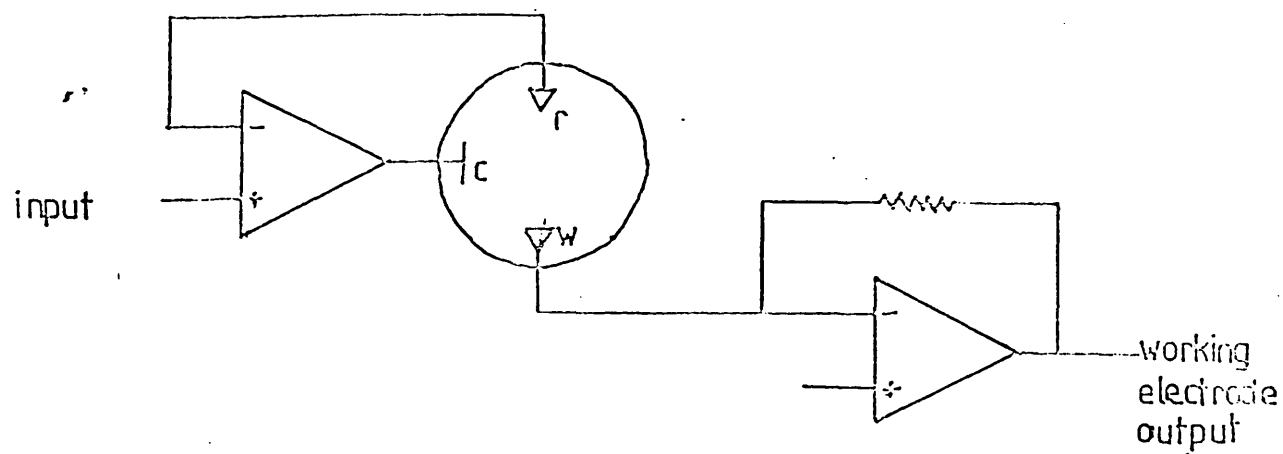 r
-
C
input
+
W
-
+
working
electrode
output